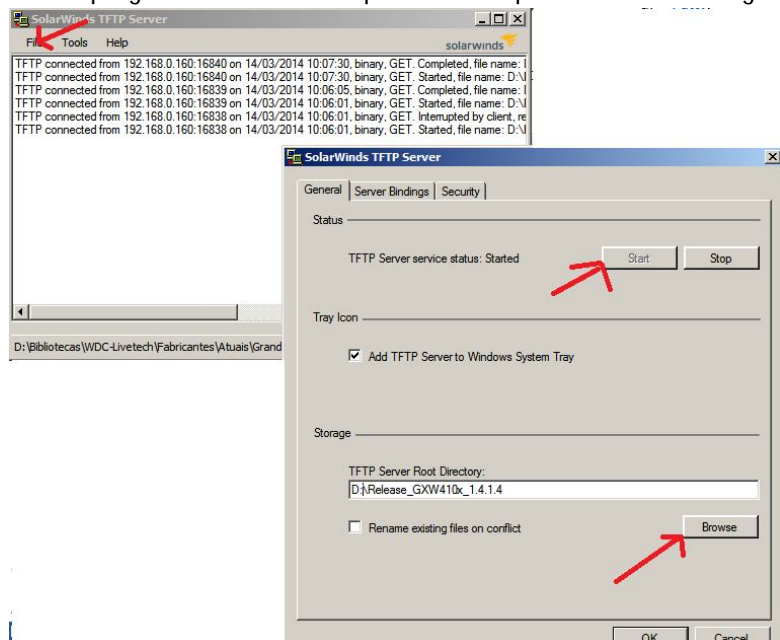 SolarWinds TFTP Server
File Tools Help
solarwinds
TFTP connected from 192.168.0.160:16840 on 14/03/2014 10:07:30, binary, GET. Completed, file name:
TFTP connected from 192.168.0.160:16840 on 14/03/2014 10:07:30, binary, GET. Started, file name: D:\
TFTP connected from 192.168.0.160:16839 on 14/03/2014 10:06:05, binary, GET. Completed, file name:
TFTP connected from 192.168.0.160:16839 on 14/03/2014 10:06:01, binary, GET. Started, file name: D:\
TFTP connected from 192.168.0.160:16838 on 14/03/2014 10:06:01, binary, GET. Interrupted by client, re
TFTP connected from 192.168.0.160:16838 on 14/03/2014 10:06:01, binary, GET. Started, file name: D:\
D:\Bibliotecas\WDC-Livetech\Fabricantes\Atuais\Grand
SolarWinds TFTP Server
General Server Bindings Security
Status
TFTP Server service status: Started Start Stop
Tray Icon
Add TFTP Server to Windows System Tray
Storage
TFTP Server Root Directory:
D:\Release_GXW410x_1.4.1.4
Rename existing files on conflict Browse
OK Cancel